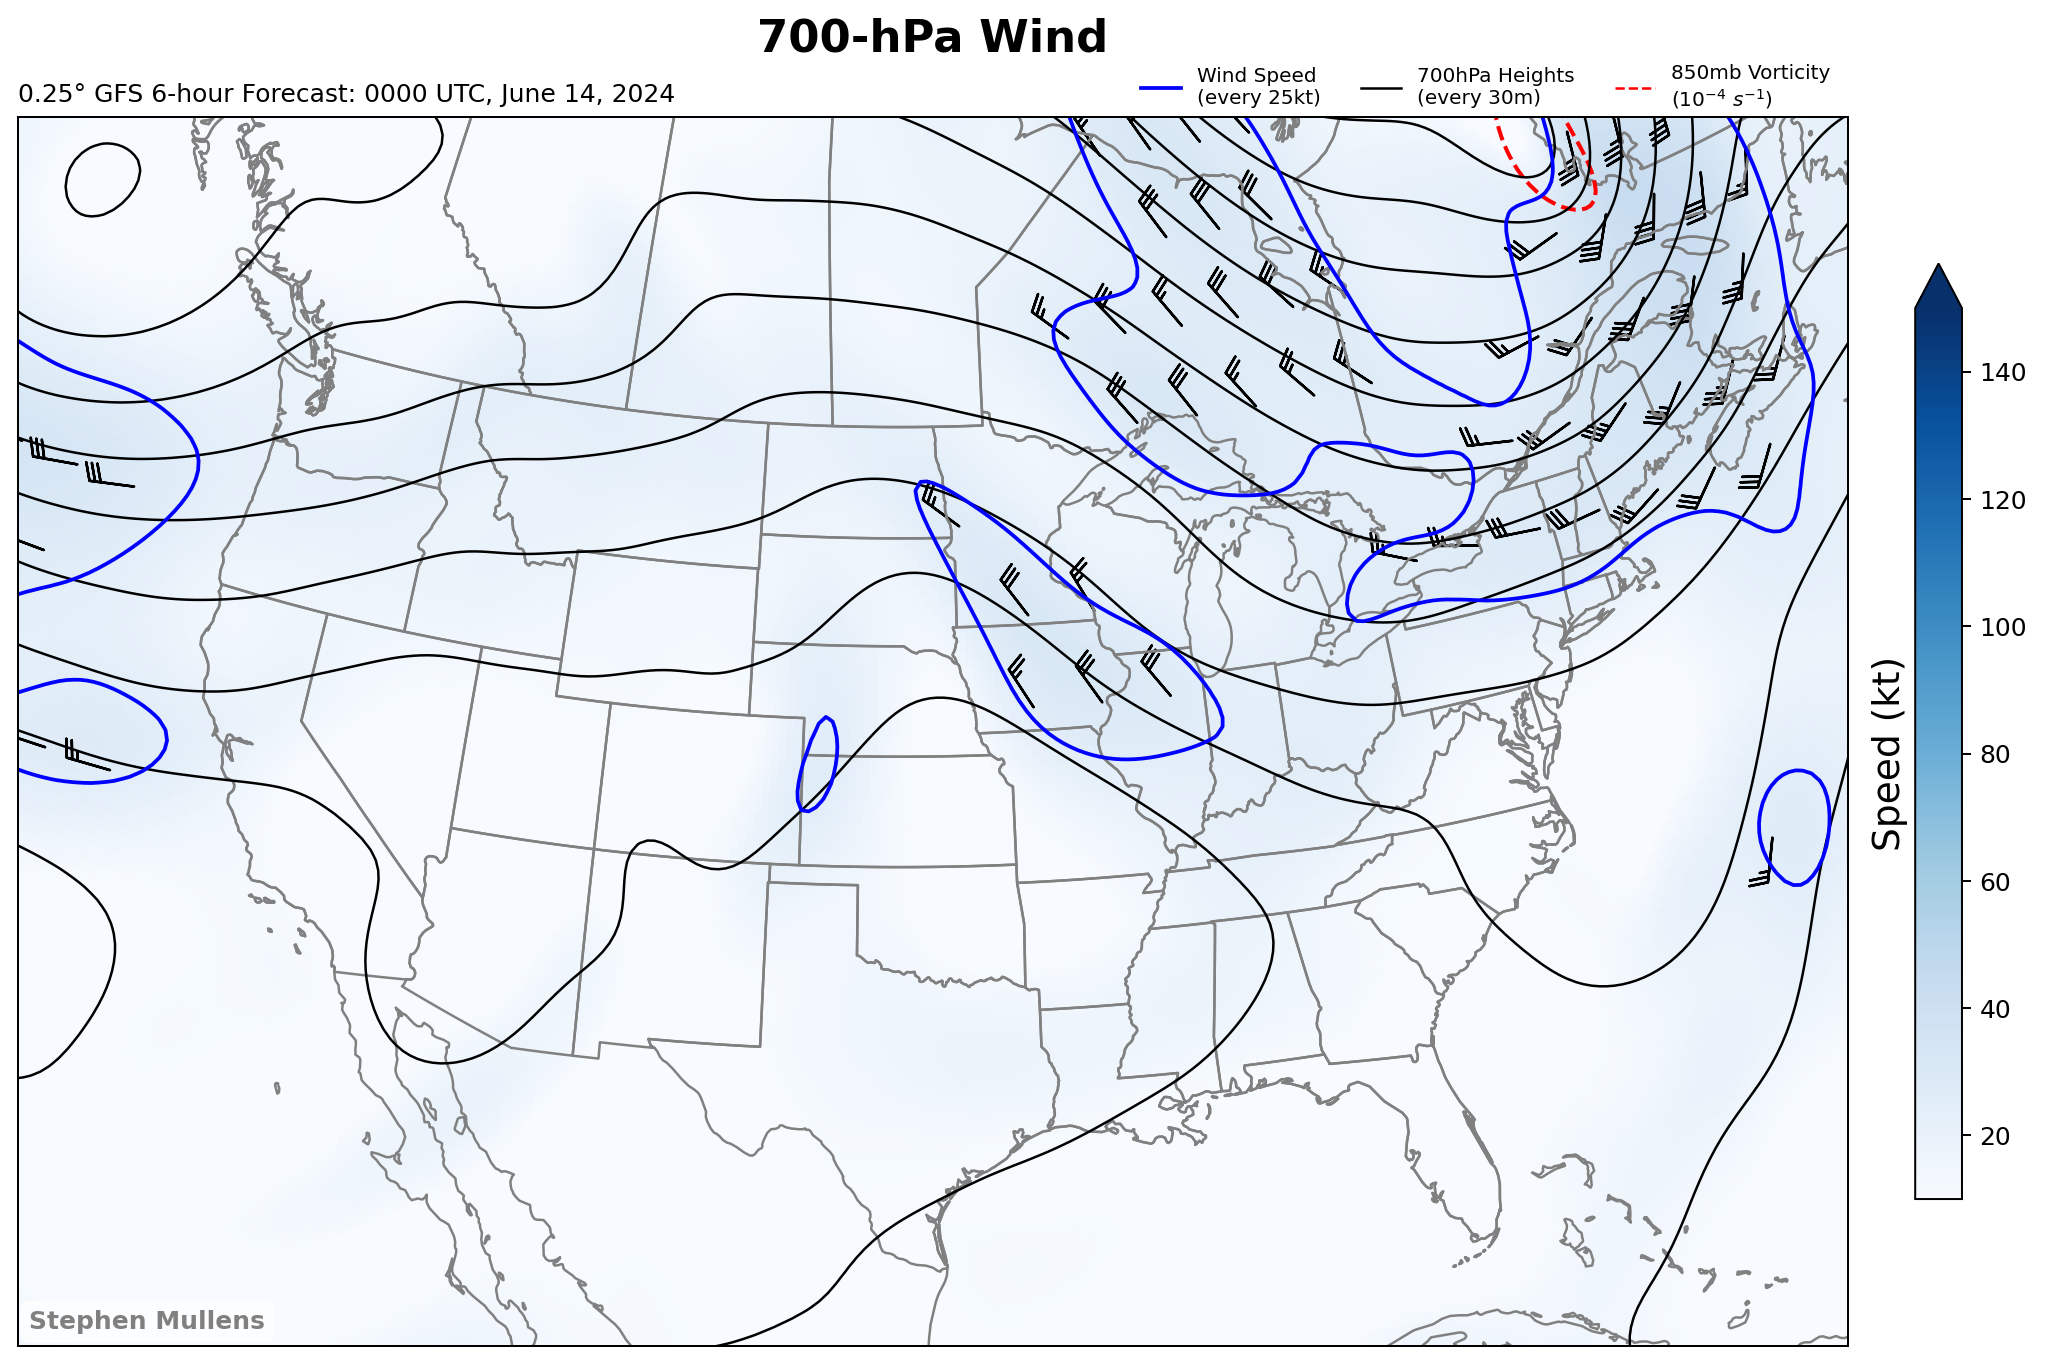 700-hPa Wind
0.25° GFS 6-hour Forecast: 0000 UTC, June 14, 2024
Wind Speed
(every 25kt)
700hPa Heights
(every 30m)
850mb Vorticity
(10⁻⁴ s⁻¹)
140
120
100
80
60
40
20
Speed (kt)
Stephen Mullens